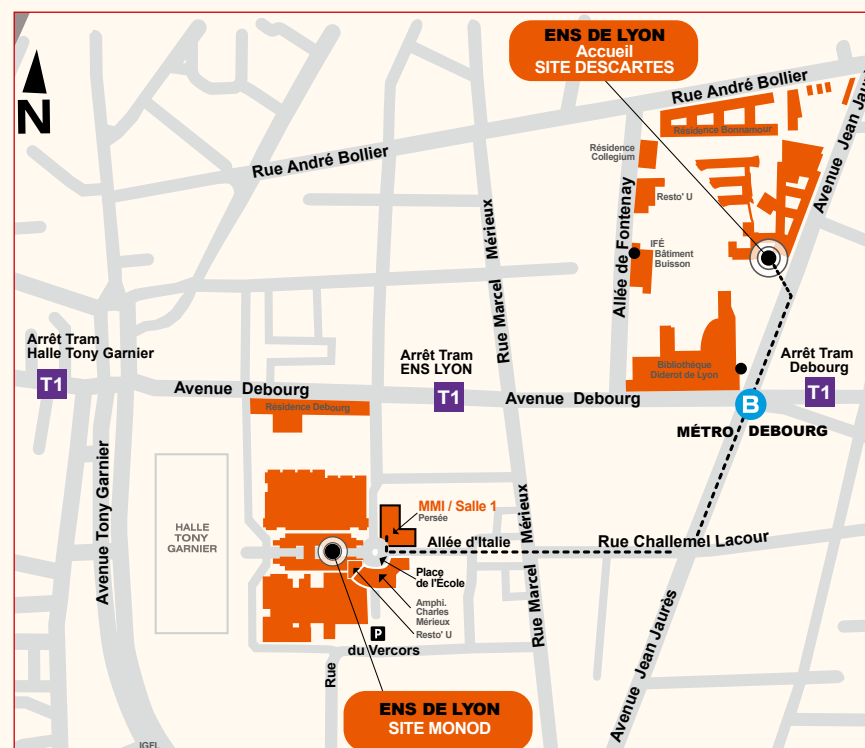 ENS DE LYON
Accueil
SITE DESCARTES
N
Rue André Bollier
Rue André Bollier
Résidence Bonnamour
Avenue Jean Jaurès
Résidence
Collegium
Resto' U
Allée de Fontenay
IFÉ
Bâtiment
Buisson
Rue Marcel Mérieux
Arrêt Tram
Halle Tony Garnier
T1
Arrêt Tram
ENS LYON
T1
Bibliothèque
Diderot de Lyon
Arrêt Tram
Debourg
T1
Avenue Debourg
Avenue Debourg
Résidence Debourg
B
MÉTRO DEBOURG
Avenue Tony Garnier
HALLE
TONY
GARNIER
MMI / Salle 1
Persée
Allée d'Italie
Rue Challemel Lacour
Place
de l'École
Amphi.
Charles
Mérieux
Resto' U
Rue Marcel Mérieux
P
Rue du Vercors
Avenue Jean Jaurès
ENS DE LYON
SITE MONOD
IGFL